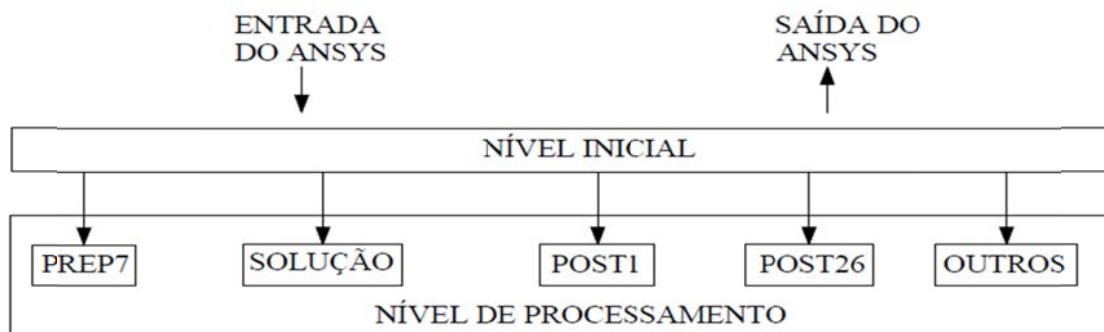 ENTRADA
DO ANSYS
SAÍDA DO
ANSYS
NÍVEL INICIAL
PREP7
SOLUÇÃO
POST1
POST26
OUTROS
NÍVEL DE PROCESSAMENTO